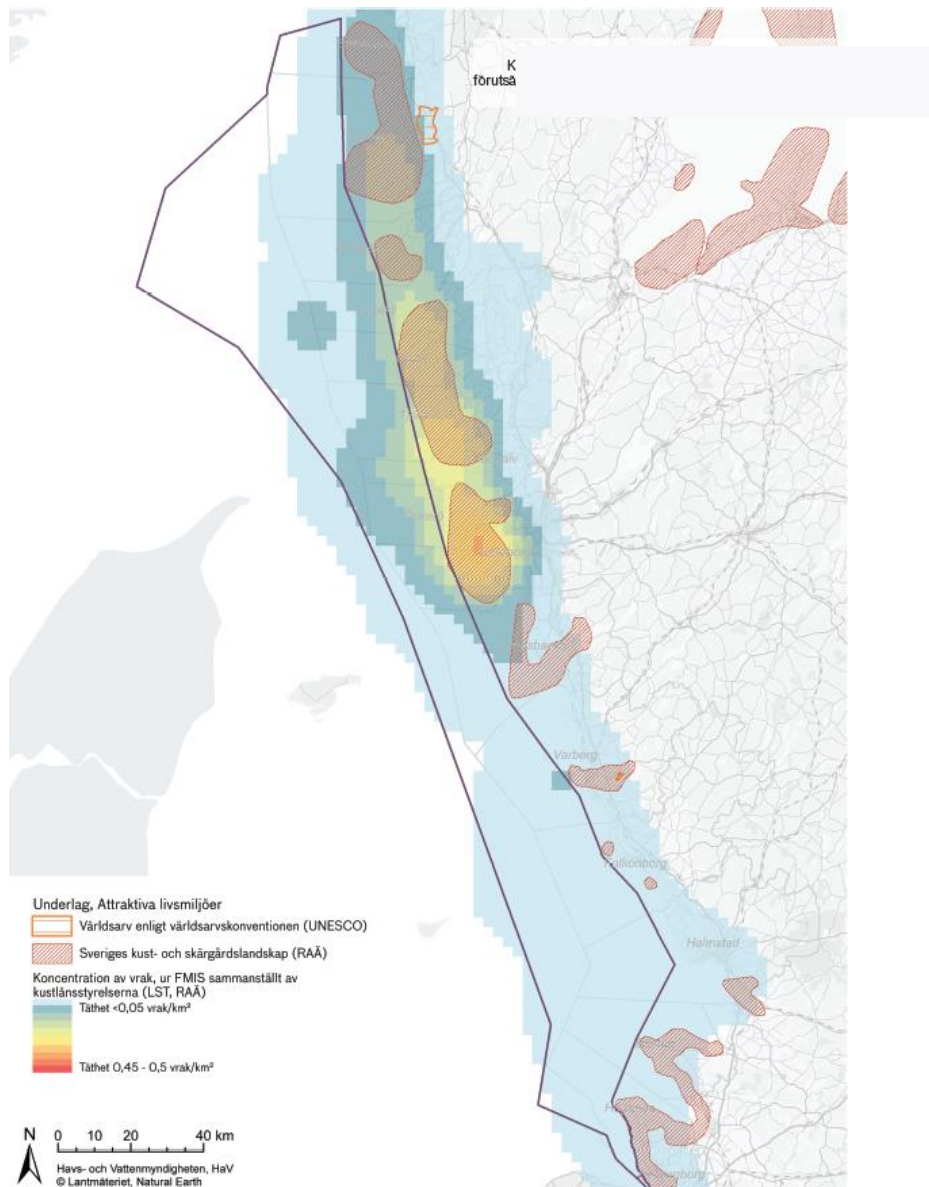 K
förutsä
Varberg
Halmstad
Underlag, Attraktiva livsmiljöer
Världsarv enligt världsarvskonventionen (UNESCO)
Sveriges kust- och skärgårdslandskap (RAÄ)
Koncentration av vrak, ur FMIS sammanställt av
kustlänsstyrelserna (LST, RAÄ)
Täthet <0,05 vrak/km²
Täthet 0,45 - 0,5 vrak/km²
N
0 10 20 40 km
Havs- och Vattenmyndigheten, HaV
© Lantmäteriet, Natural Earth